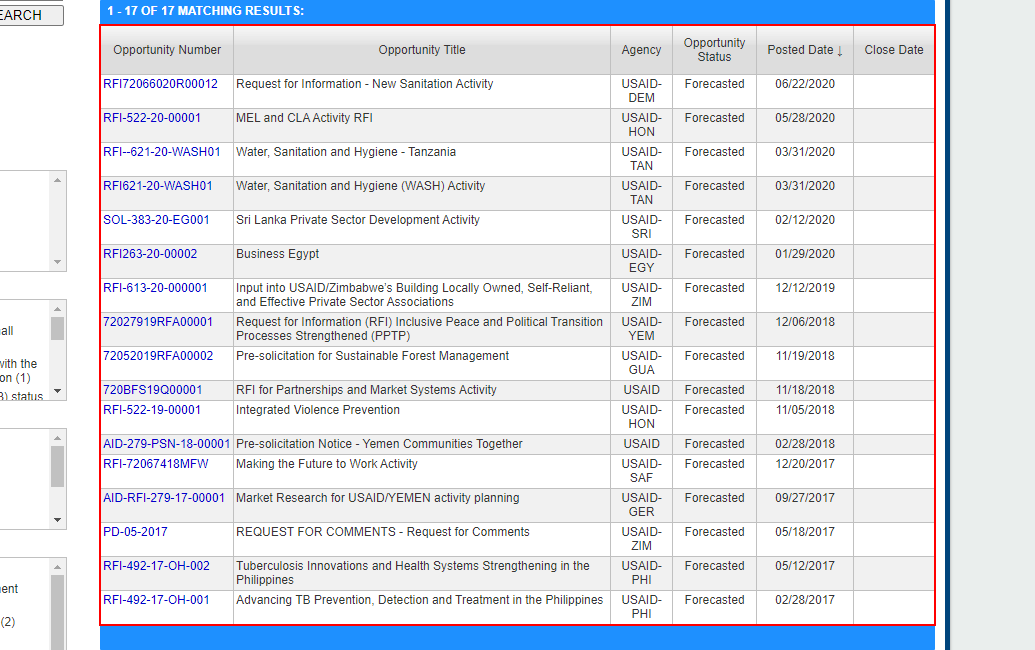 EARCH
1 - 17 OF 17 MATCHING RESULTS:
Opportunity Number Opportunity Title Agency Opportunity Status Posted Date ↓ Close Date
RFI72066020R00012 Request for Information - New Sanitation Activity USAID-DEM Forecasted 06/22/2020
RFI-522-20-00001 MEL and CLA Activity RFI USAID-HON Forecasted 05/28/2020
RFI--621-20-WASH01 Water, Sanitation and Hygiene - Tanzania USAID-TAN Forecasted 03/31/2020
RFI621-20-WASH01 Water, Sanitation and Hygiene (WASH) Activity USAID-TAN Forecasted 03/31/2020
SOL-383-20-EG001 Sri Lanka Private Sector Development Activity USAID-SRI Forecasted 02/12/2020
RFI263-20-00002 Business Egypt USAID-EGY Forecasted 01/29/2020
RFI-613-20-000001 Input into USAID/Zimbabwe's Building Locally Owned, Self-Reliant, and Effective Private Sector Associations USAID-ZIM Forecasted 12/12/2019
72027919RFA00001 Request for Information (RFI) Inclusive Peace and Political Transition Processes Strengthened (PPTP) USAID-YEM Forecasted 12/06/2018
72052019RFA00002 Pre-solicitation for Sustainable Forest Management USAID-GUA Forecasted 11/19/2018
720BFS19Q00001 RFI for Partnerships and Market Systems Activity USAID Forecasted 11/18/2018
RFI-522-19-00001 Integrated Violence Prevention USAID-HON Forecasted 11/05/2018
AID-279-PSN-18-00001 Pre-solicitation Notice - Yemen Communities Together USAID Forecasted 02/28/2018
RFI-72067418MFW Making the Future to Work Activity USAID-SAF Forecasted 12/20/2017
AID-RFI-279-17-00001 Market Research for USAID/YEMEN activity planning USAID-GER Forecasted 09/27/2017
PD-05-2017 REQUEST FOR COMMENTS - Request for Comments USAID-ZIM Forecasted 05/18/2017
RFI-492-17-OH-002 Tuberculosis Innovations and Health Systems Strengthening in the Philippines USAID-PHI Forecasted 05/12/2017
RFI-492-17-OH-001 Advancing TB Prevention, Detection and Treatment in the Philippines USAID-PHI Forecasted 02/28/2017
all
with the
on (1)
3) status
ent
(2)